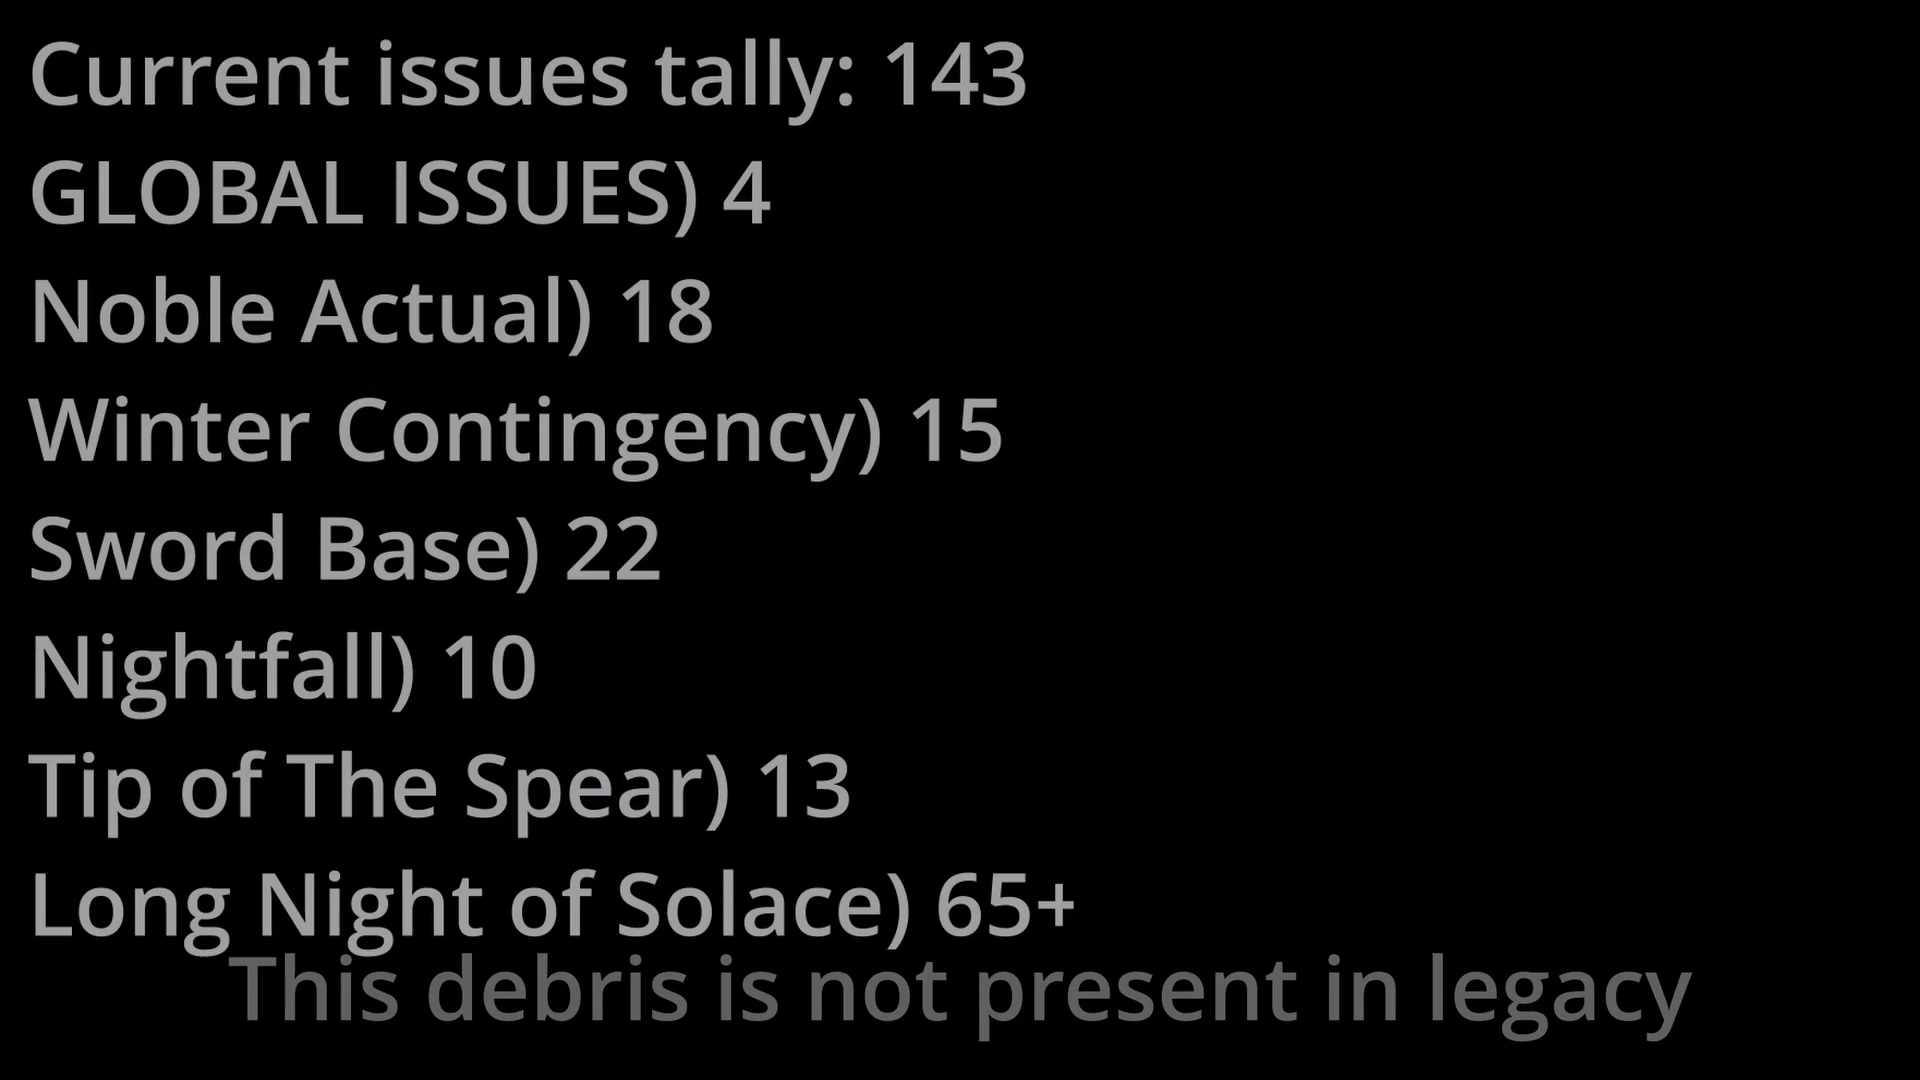 Current issues tally: 143
GLOBAL ISSUES) 4
Noble Actual) 18
Winter Contingency) 15
Sword Base) 22
Nightfall) 10
Tip of The Spear) 13
Long Night of Solace) 65+
This debris is not present in legacy